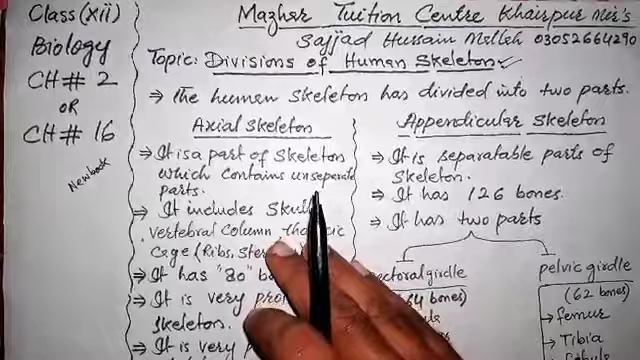 Class (XII)
Biology
CH# 2
OR
CH# 16
New book
Mazhar Tuition Centre Khairpur Mir's
Sajjad Hussain Melleh 03052664290
Topic: Divisions of Human Skeleton
⇒ The human skeleton has divided into two parts.
Axial Skeleton
⇒ It is a part of skeleton
which contains unseparate
parts.
⇒ It includes Skull
vertebral column,
Cage (Ribs,
⇒ It has "80"
⇒ It is very
skeleton.
⇒ It is very
Appendicular Skeleton
⇒ It is separatable parts of
skeleton.
⇒ It has 126 bones.
⇒ It has two parts
girdle
bones)
pelvic girdle
(62 bones)
→ femur
→ Tibia